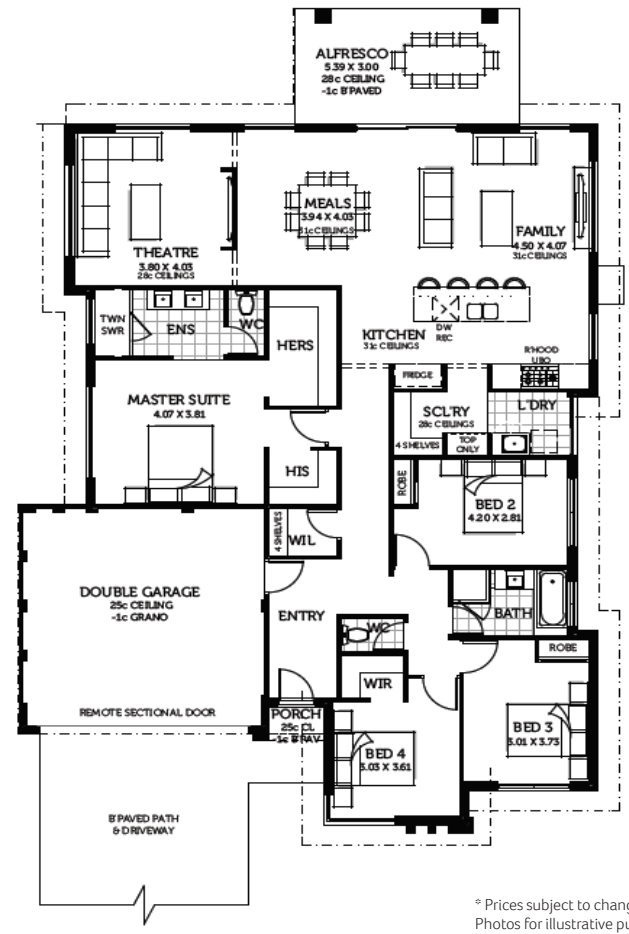 ALFRESCO
5.39 X 3.00
28c CEILING
-1c B'PAVED
MEALS
3.94 X 4.03
31c CEILINGS
FAMILY
4.50 X 4.07
31c CEILINGS
THEATRE
3.80 X 4.03
28c CEILINGS
TWN
SWR
ENS
WC
HERS
KITCHEN
31c CEILINGS
DW
REC
R'HOOD
UBO
FRIDGE
MASTER SUITE
4.07 X 3.81
SCL'RY
28c CEILINGS
L'DRY
4 SHELVES
TOP
ONLY
HIS
ROBE
BED 2
4.20 X 2.81
4 SHELVES
WIL
DOUBLE GARAGE
25c CEILING
-1c GRANO
ENTRY
WC
BATH
ROBE
WIR
REMOTE SECTIONAL DOOR
PORCH
25c CL
-1c B'PAV
BED 3
3.01 X 3.73
BED 4
3.03 X 3.61
B'PAVED PATH
& DRIVEWAY
* Prices subject to chang
Photos for illustrative pu